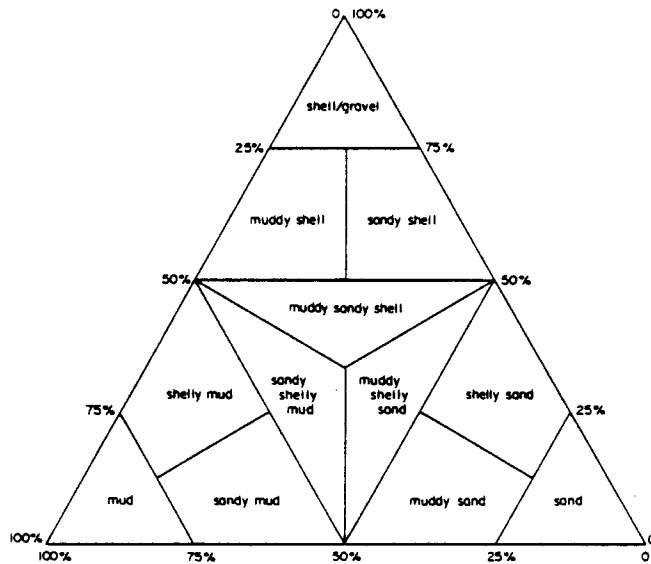 0 100%
shell/gravel
25% 75%
muddy shell sandy shell
50% 50%
muddy sandy shell
shelly mud
sandy
shelly
mud
muddy
shelly
sand
shelly sand
75% 25%
mud sandy mud muddy sand sand
100% 0
100% 75% 50% 25% 0